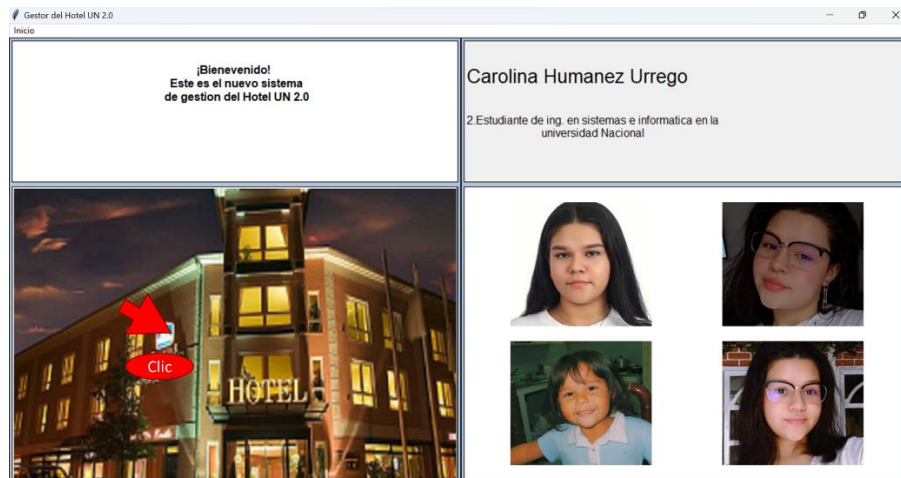 Gestor del Hotel UN 2.0
Inicio
¡Bienevenido!
Este es el nuevo sistema
de gestion del Hotel UN 2.0
Carolina Humanez Urrego
2.Estudiante de ing. en sistemas e informatica en la
universidad Nacional
Clic
HOTEL